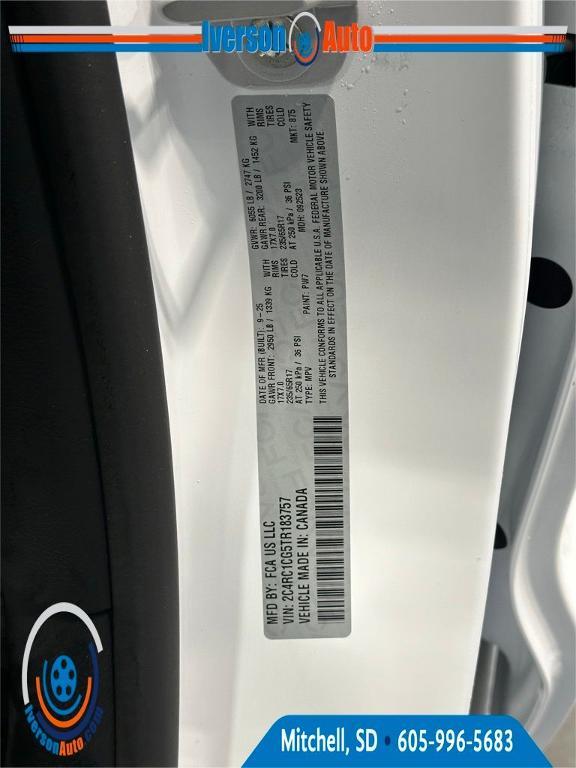 Iverson Auto
MFD BY: FCA US LLC
DATE OF MFR (BUILT): 9-25
GVWR: 6055 LB / 2747 KG
GAWR FRONT: 2950 LB / 1339 KG WITH
GAWR REAR: 3200 LB / 1452 KG WITH
17X7.0 RIMS
17X7.0 RIMS
235/65R17 TIRES
235/65R17 TIRES
AT 250 kPa / 36 PSI COLD
AT 250 kPa / 36 PSI COLD
VIN: 2C4RC1CG5TR183757
TYPE: MPV
PAINT: PW7
MDH: 092523
MKT: 875
VEHICLE MADE IN: CANADA
THIS VEHICLE CONFORMS TO ALL APPLICABLE U.S.A. FEDERAL MOTOR VEHICLE SAFETY
STANDARDS IN EFFECT ON THE DATE OF MANUFACTURE SHOWN ABOVE.
IversonAuto.com
Mitchell, SD • 605-996-5683